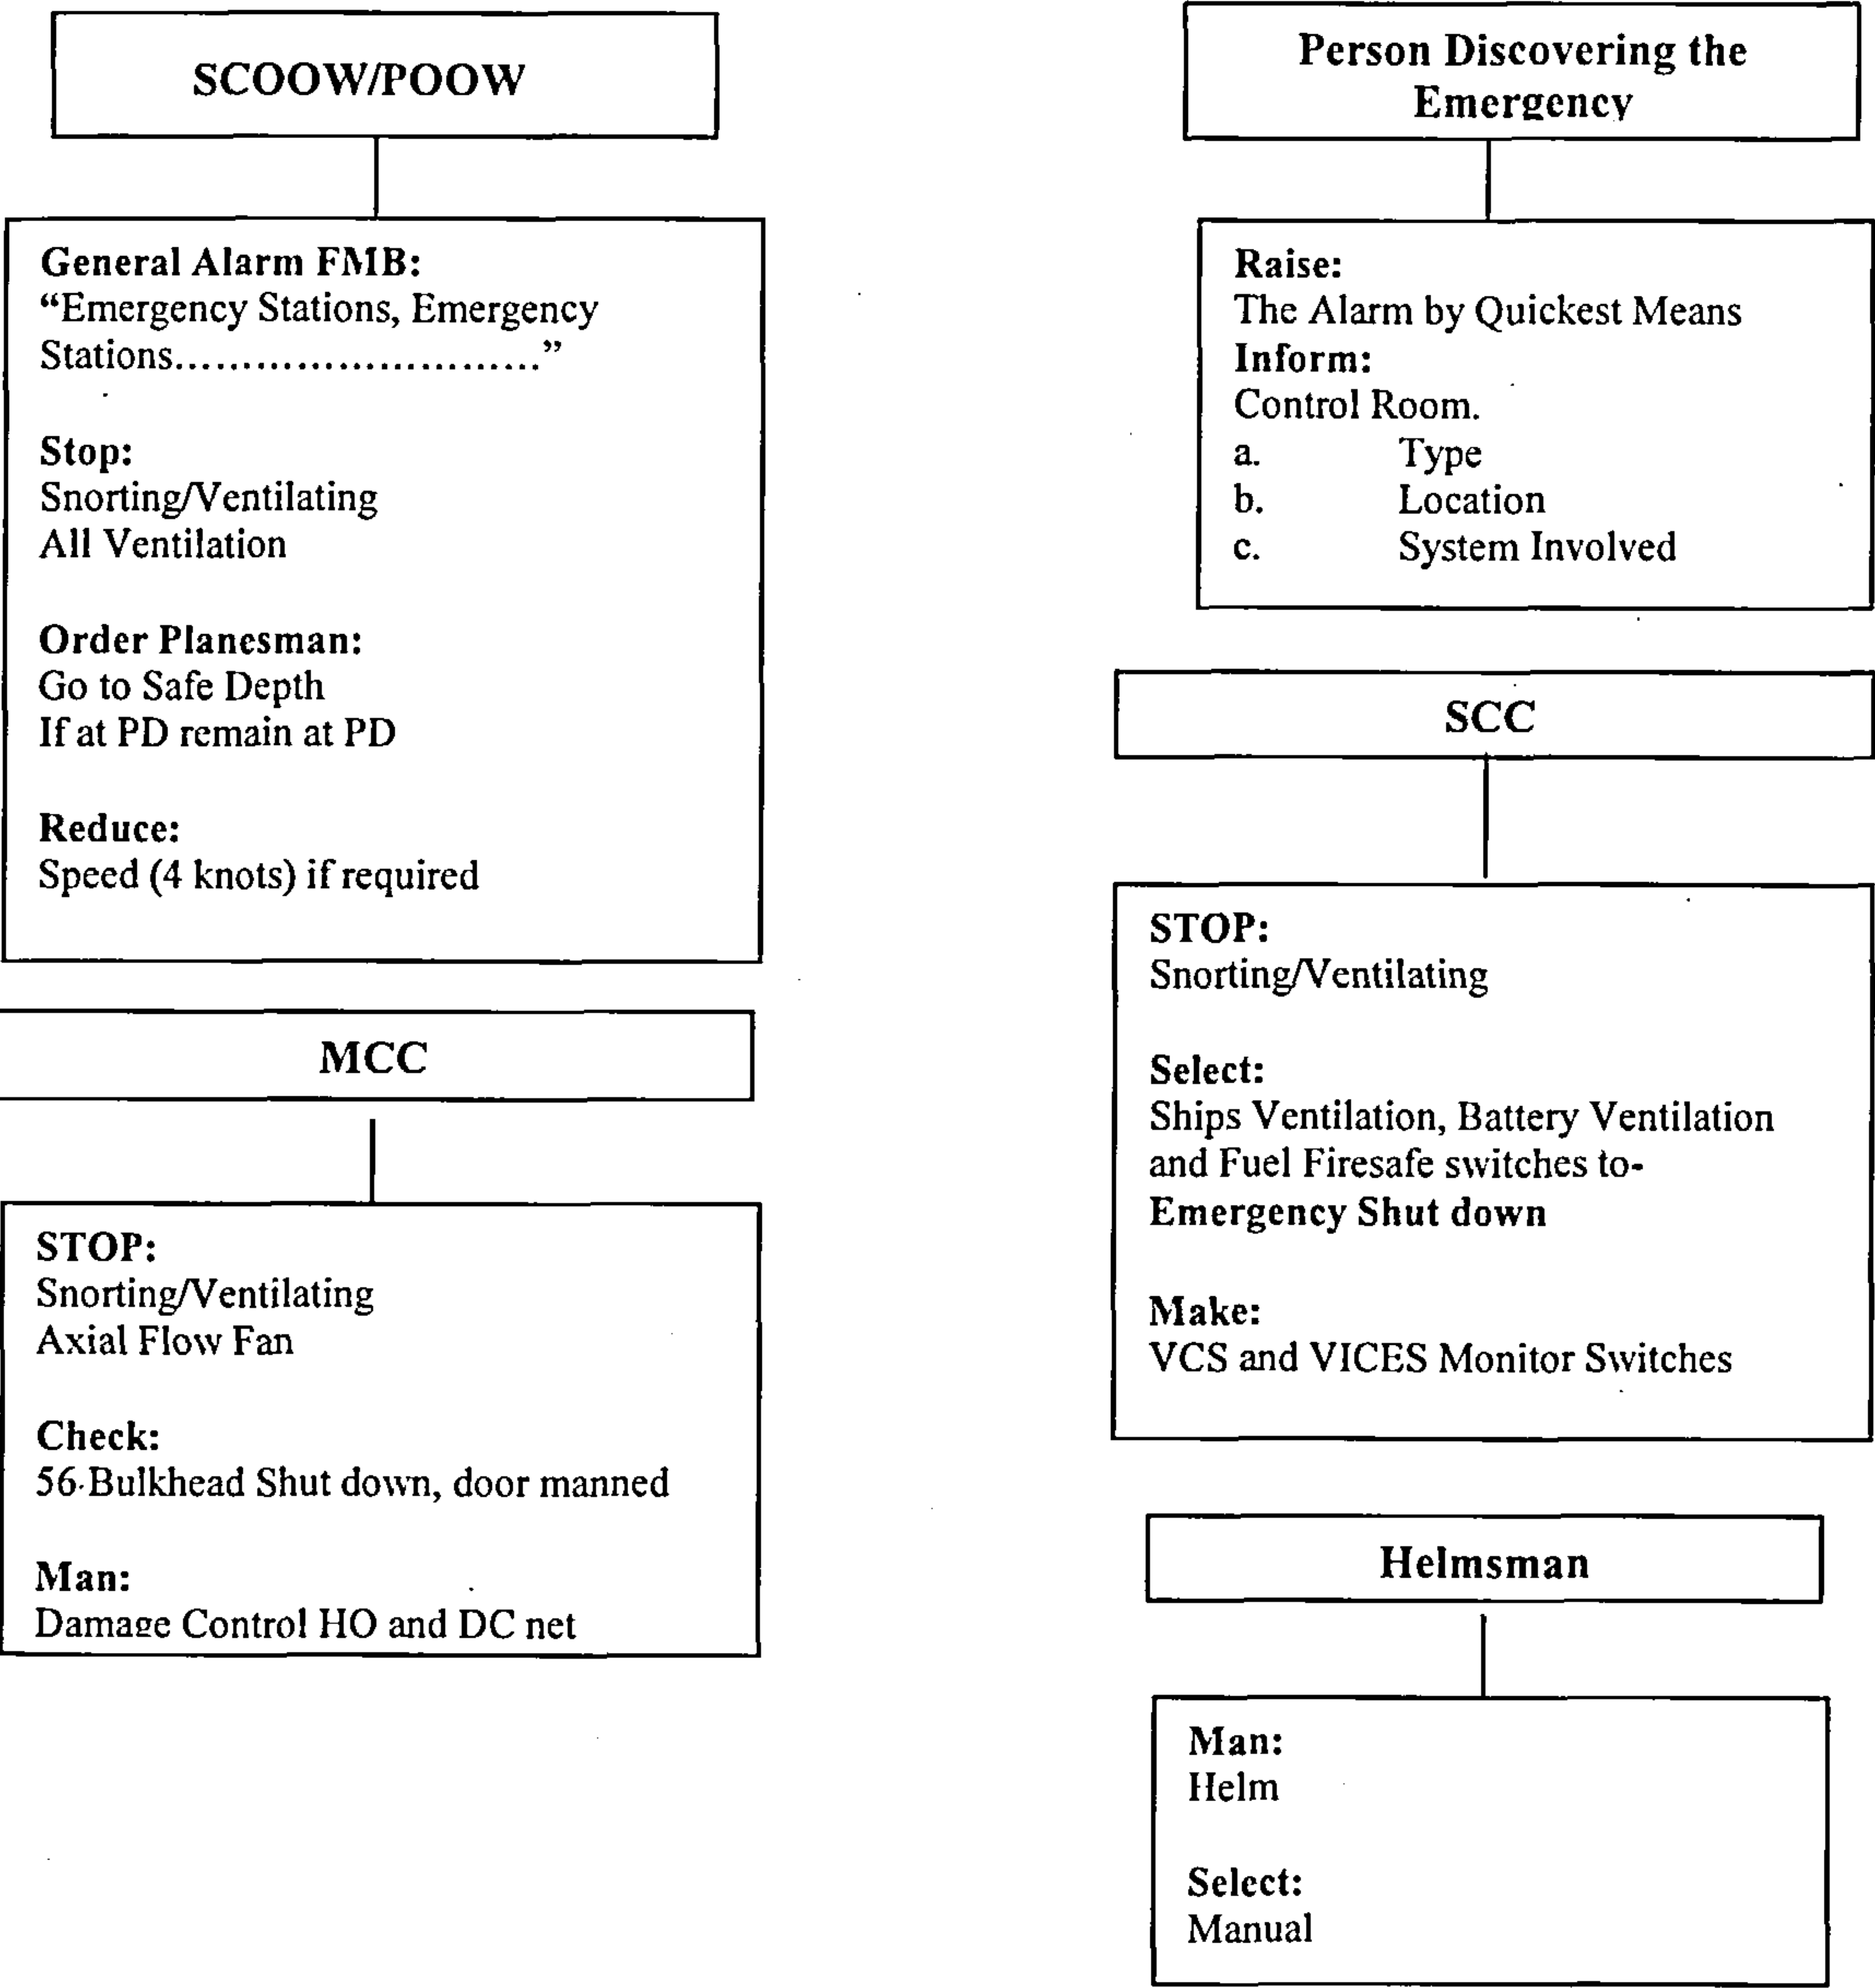 SCOOW/POOW
General Alarm FMB:
“Emergency Stations, Emergency
Stations...........................”
Stop:
Snorting/Ventilating
All Ventilation
Order Planesman:
Go to Safe Depth
If at PD remain at PD
Reduce:
Speed (4 knots) if required
MCC
STOP:
Snorting/Ventilating
Axial Flow Fan
Check:
56 Bulkhead Shut down, door manned
Man:
Damage Control HQ and DC net
Person Discovering the
Emergency
Raise:
The Alarm by Quickest Means
Inform:
Control Room.
a. Type
b. Location
c. System Involved
SCC
STOP:
Snorting/Ventilating
Select:
Ships Ventilation, Battery Ventilation
and Fuel Firesafe switches to-
Emergency Shut down
Make:
VCS and VICES Monitor Switches
Helmsman
Man:
Helm
Select:
Manual